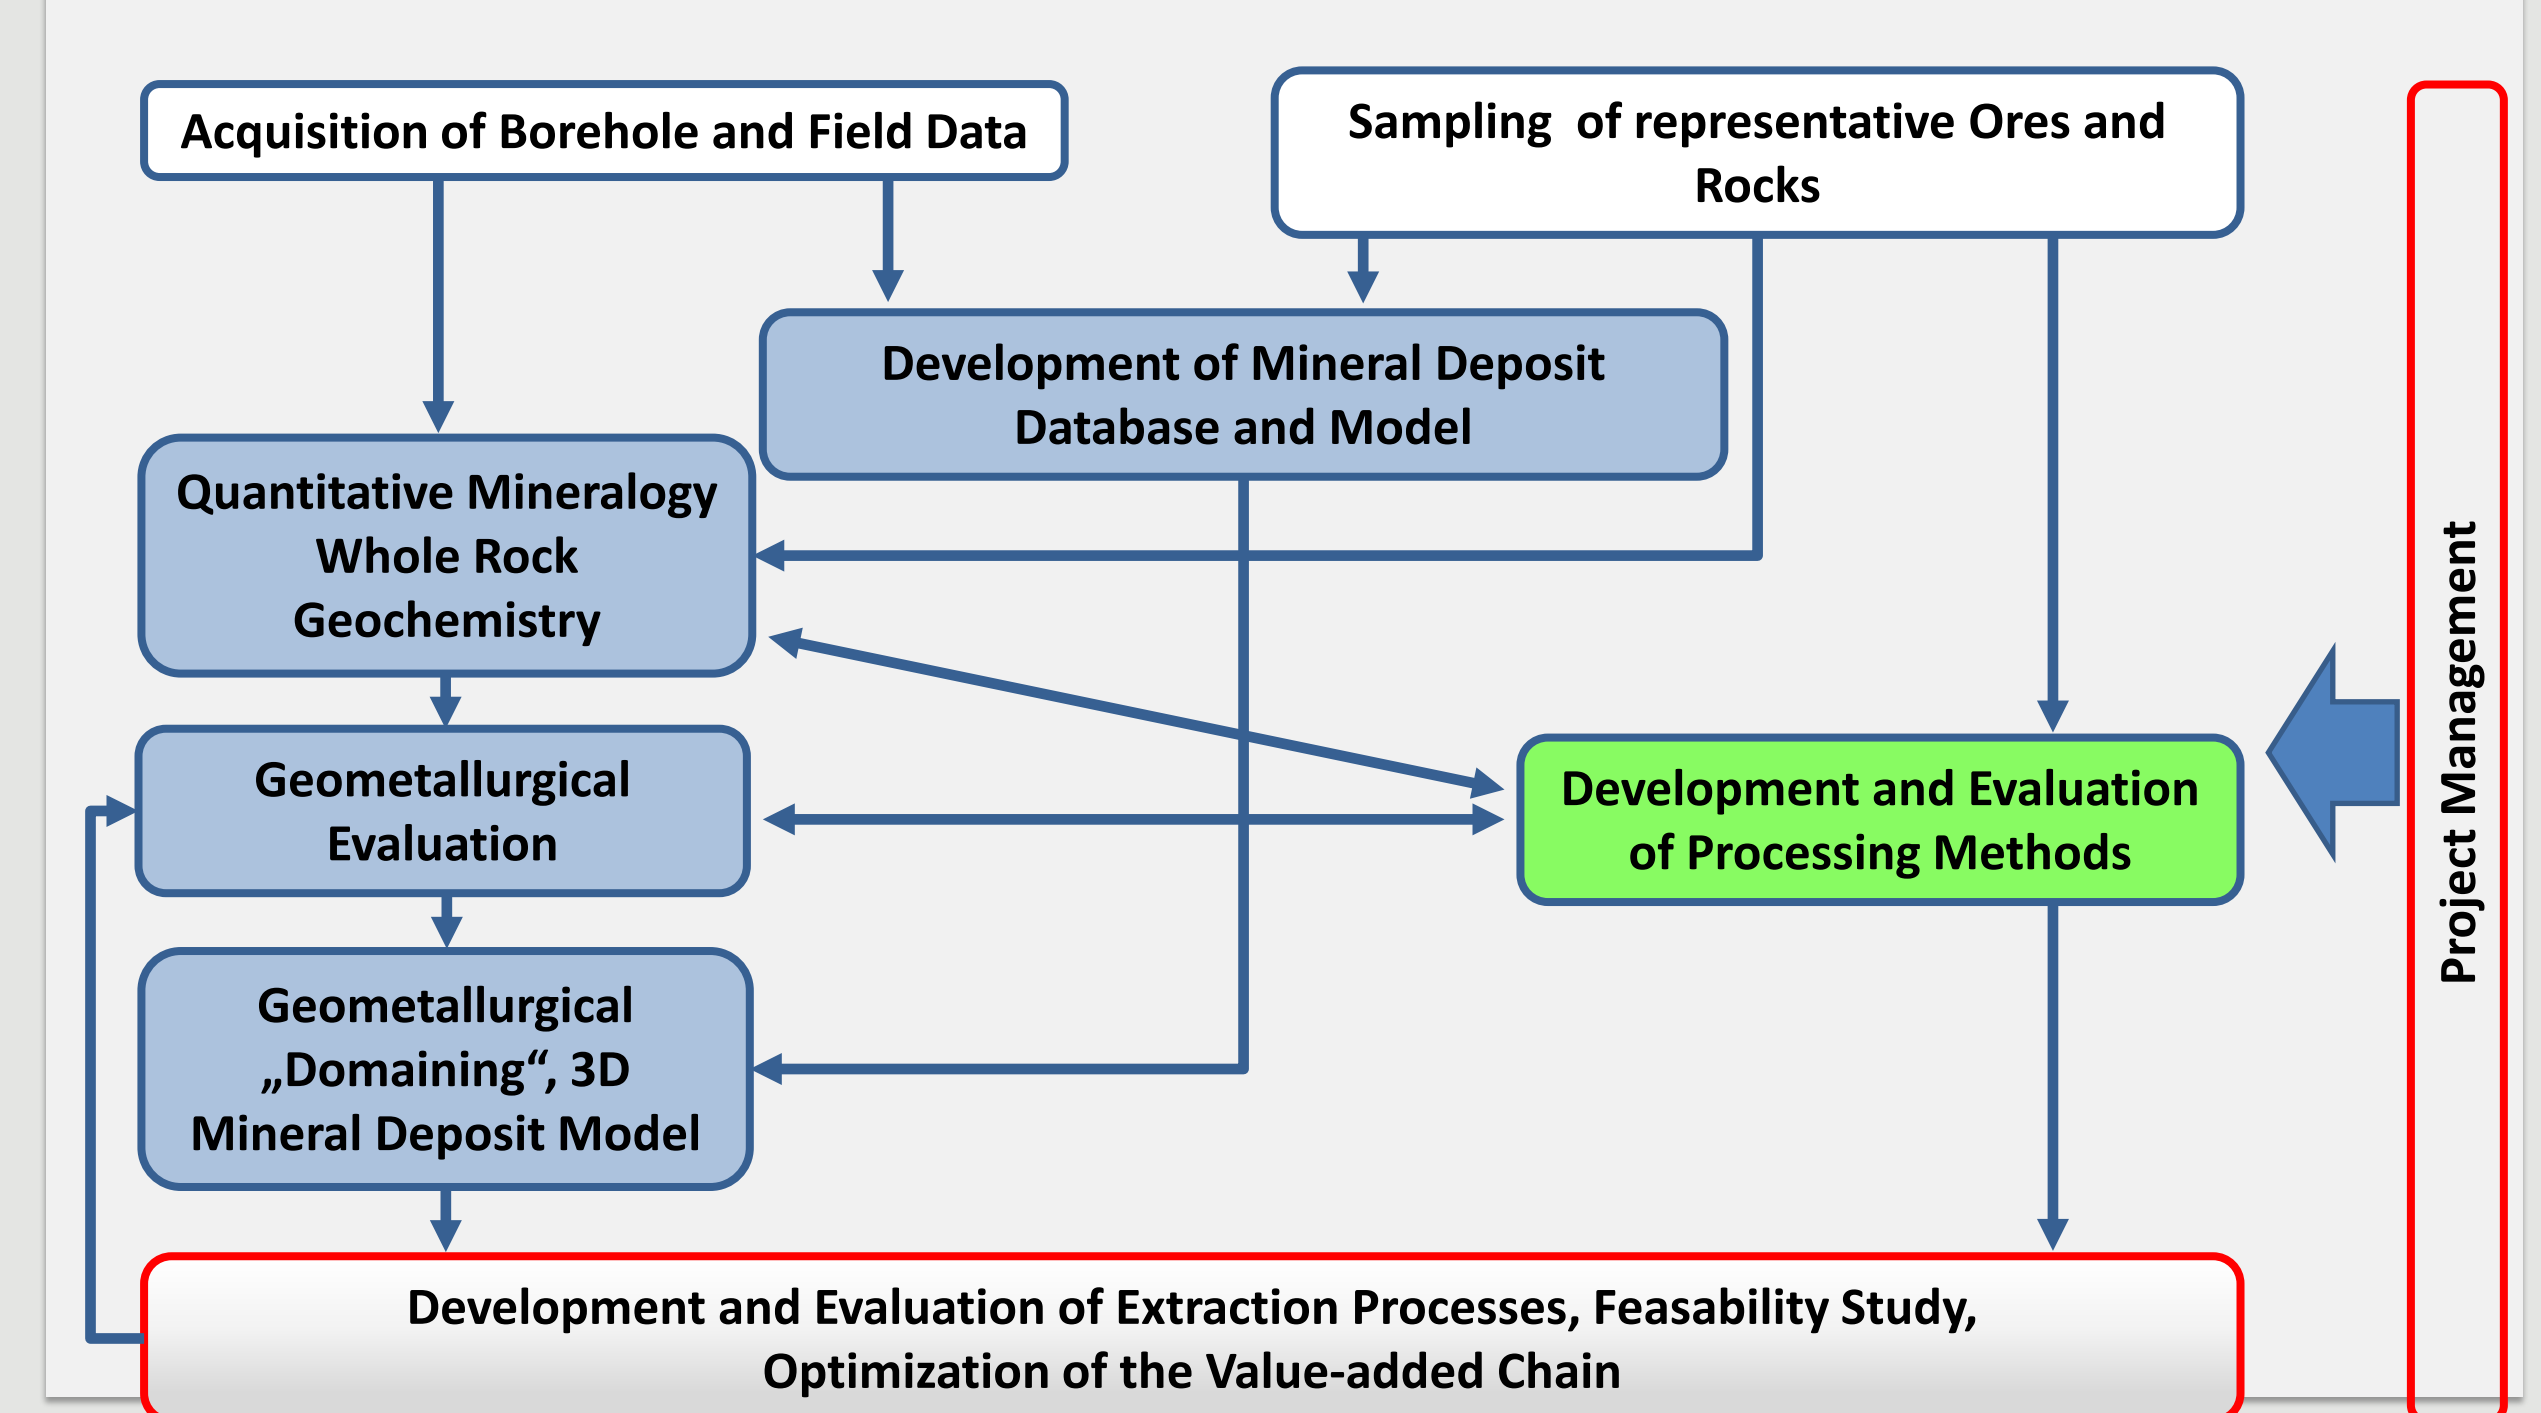 Acquisition of Borehole and Field Data
Sampling  of representative Ores and
Rocks
Development of Mineral Deposit
Database and Model
Quantitative Mineralogy
Whole Rock
Geochemistry
Geometallurgical
Evaluation
Development and Evaluation
of Processing Methods
Geometallurgical
„Domaining“, 3D
Mineral Deposit Model
Development and Evaluation of Extraction Processes, Feasability Study,
Optimization of the Value-added Chain
Project Management